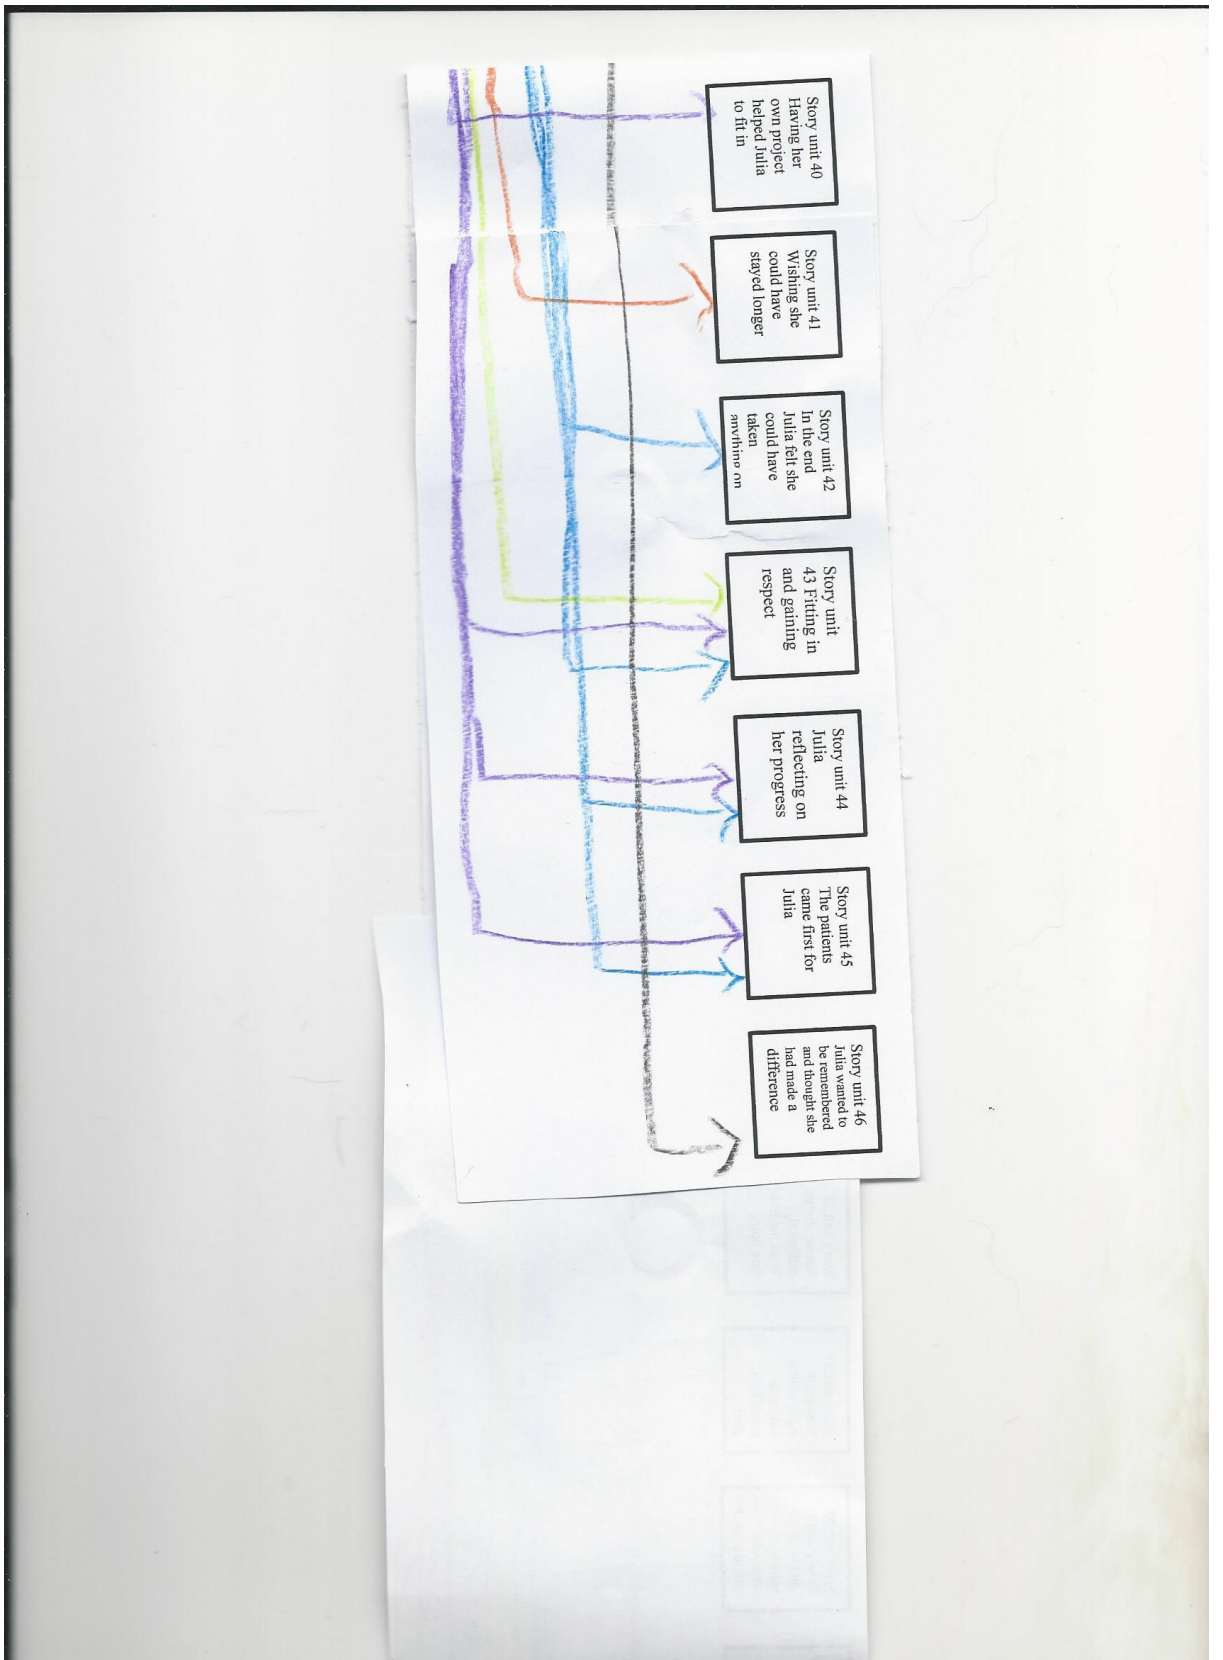 Story unit 40
Having her
own project
helped Julia
to fit in
Story unit 41
Wishing she
could have
stayed longer
Story unit 42
In the end
Julia felt she
could have
taken
anything on
Story unit
43 Fitting in
and gaining
respect
Story unit 44
Julia
reflecting on
her progress
Story unit 45
The patients
came first for
Julia
Story unit 46
Julia wanted to
be remembered
and thought she
had made a
difference